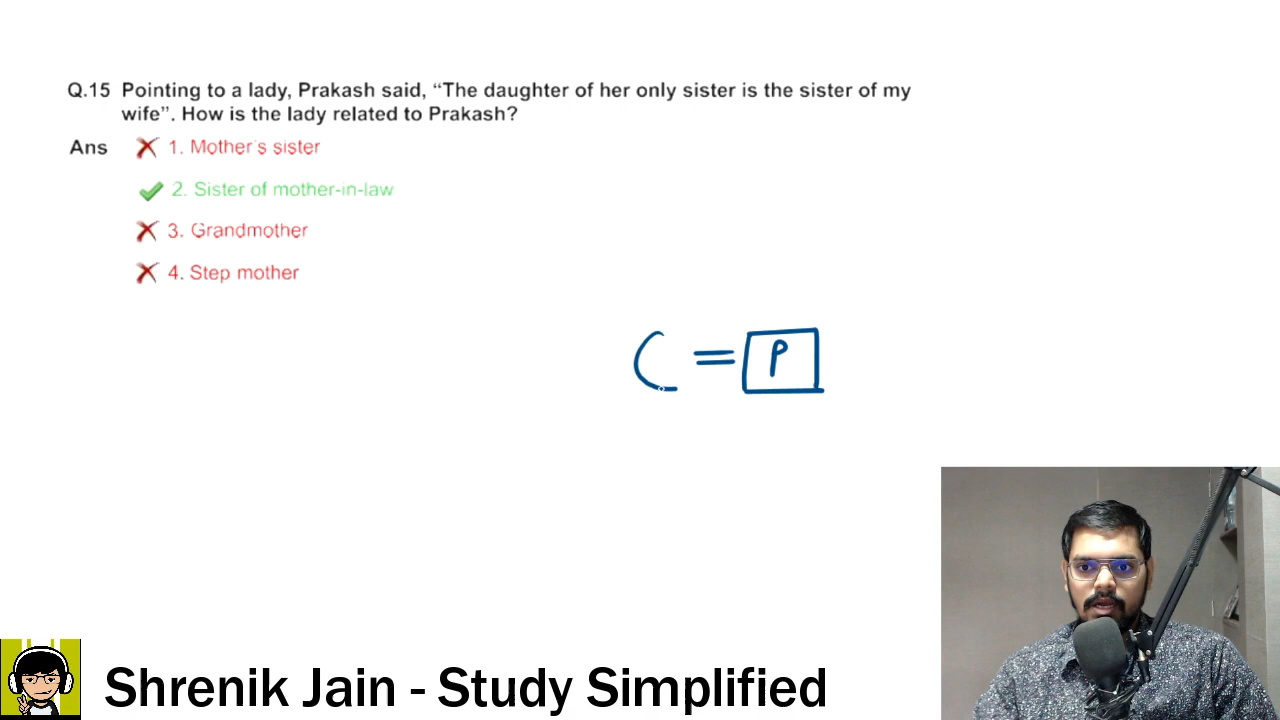 Q.15 Pointing to a lady, Prakash said, “The daughter of her only sister is the sister of my
wife”. How is the lady related to Prakash?
Ans 1. Mother's sister
2. Sister of mother-in-law
3. Grandmother
4. Step mother
C = P
Shrenik Jain - Study Simplified